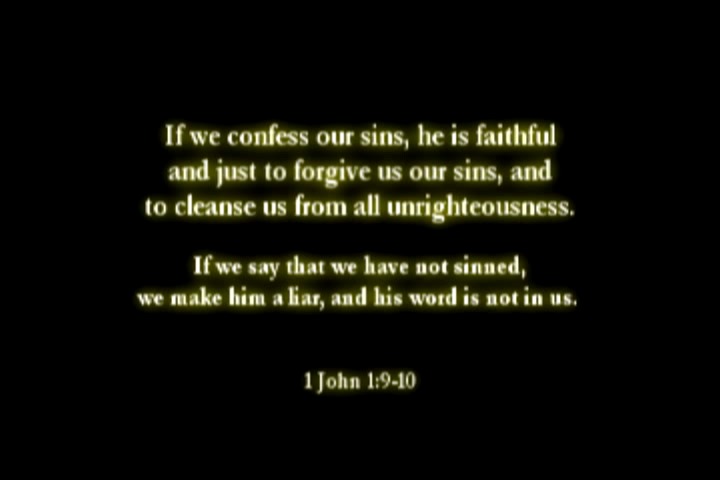 If we confess our sins, he is faithful
and just to forgive us our sins, and
to cleanse us from all unrighteousness.
If we say that we have not sinned,
we make him a liar, and his word is not in us.
1 John 1:9-10